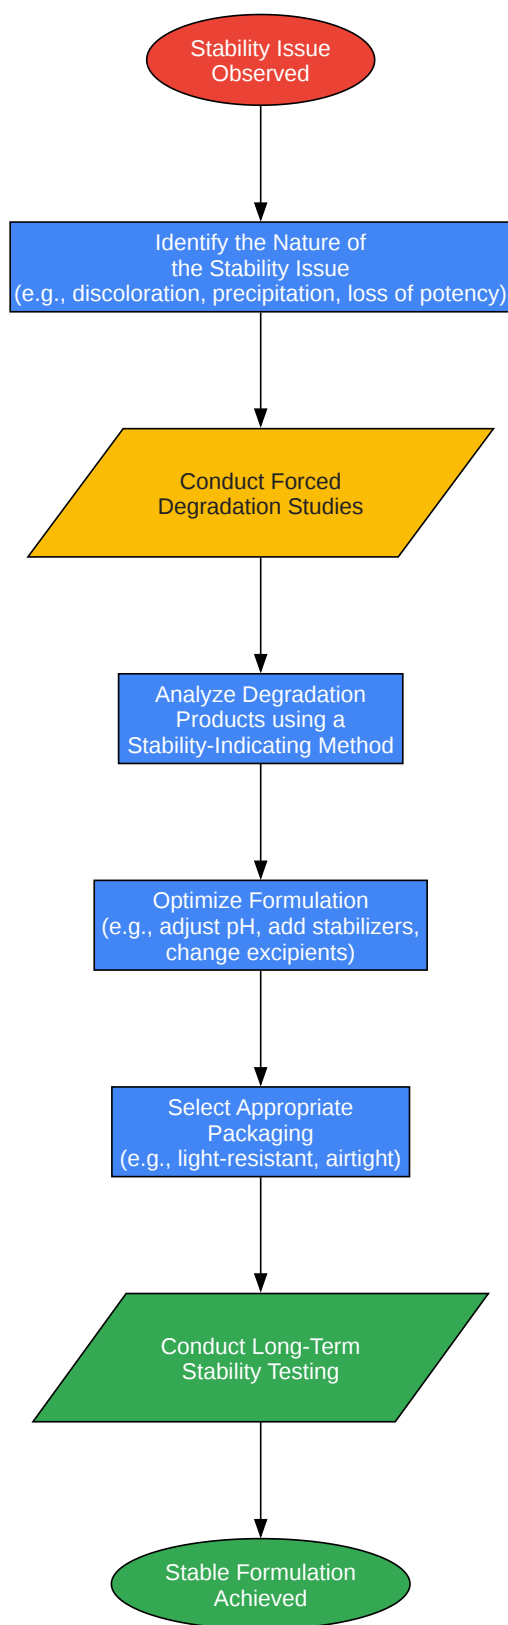 Stability Issue
Observed
Identify the Nature of
the Stability Issue
(e.g., discoloration, precipitation, loss of potency)
Conduct Forced
Degradation Studies
Analyze Degradation
Products using a
Stability-Indicating Method
Optimize Formulation
(e.g., adjust pH, add stabilizers,
change excipients)
Select Appropriate
Packaging
(e.g., light-resistant, airtight)
Conduct Long-Term
Stability Testing
Stable Formulation
Achieved